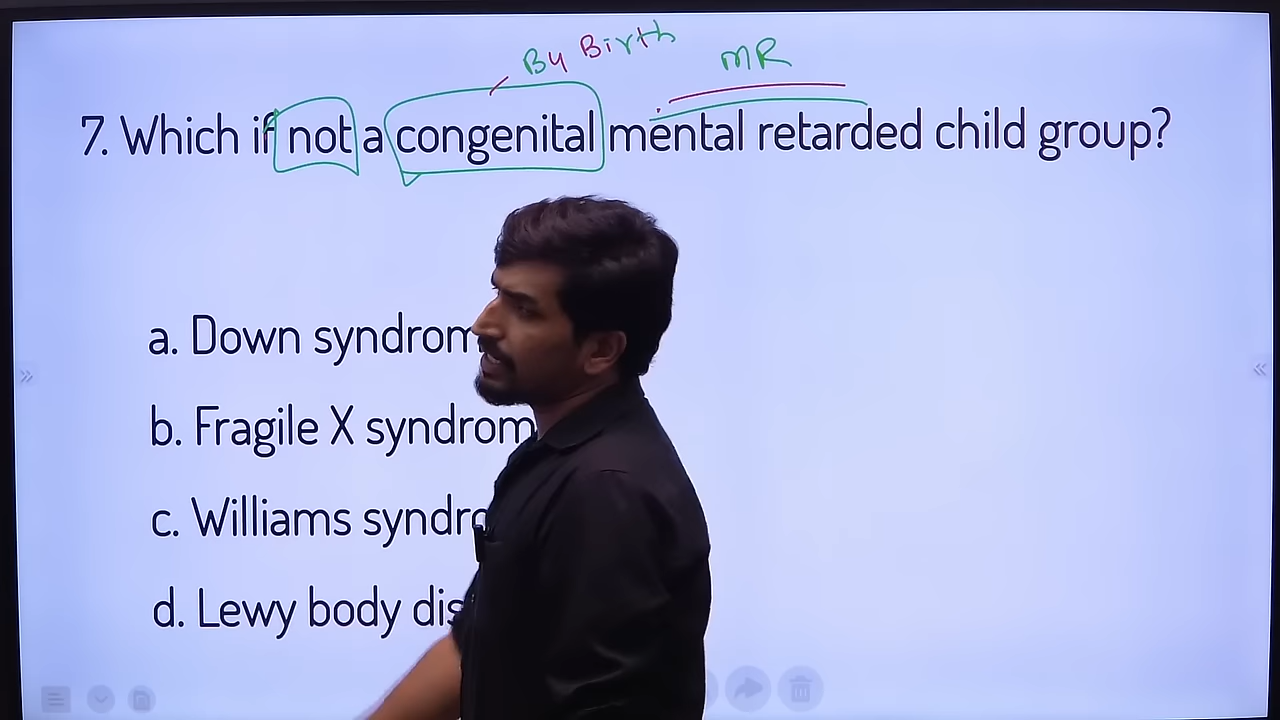 By Birth MR
7. Which if not a congenital mental retarded child group?
a. Down syndrom
b. Fragile X syndrom
c. Williams syndro
d. Lewy body dis